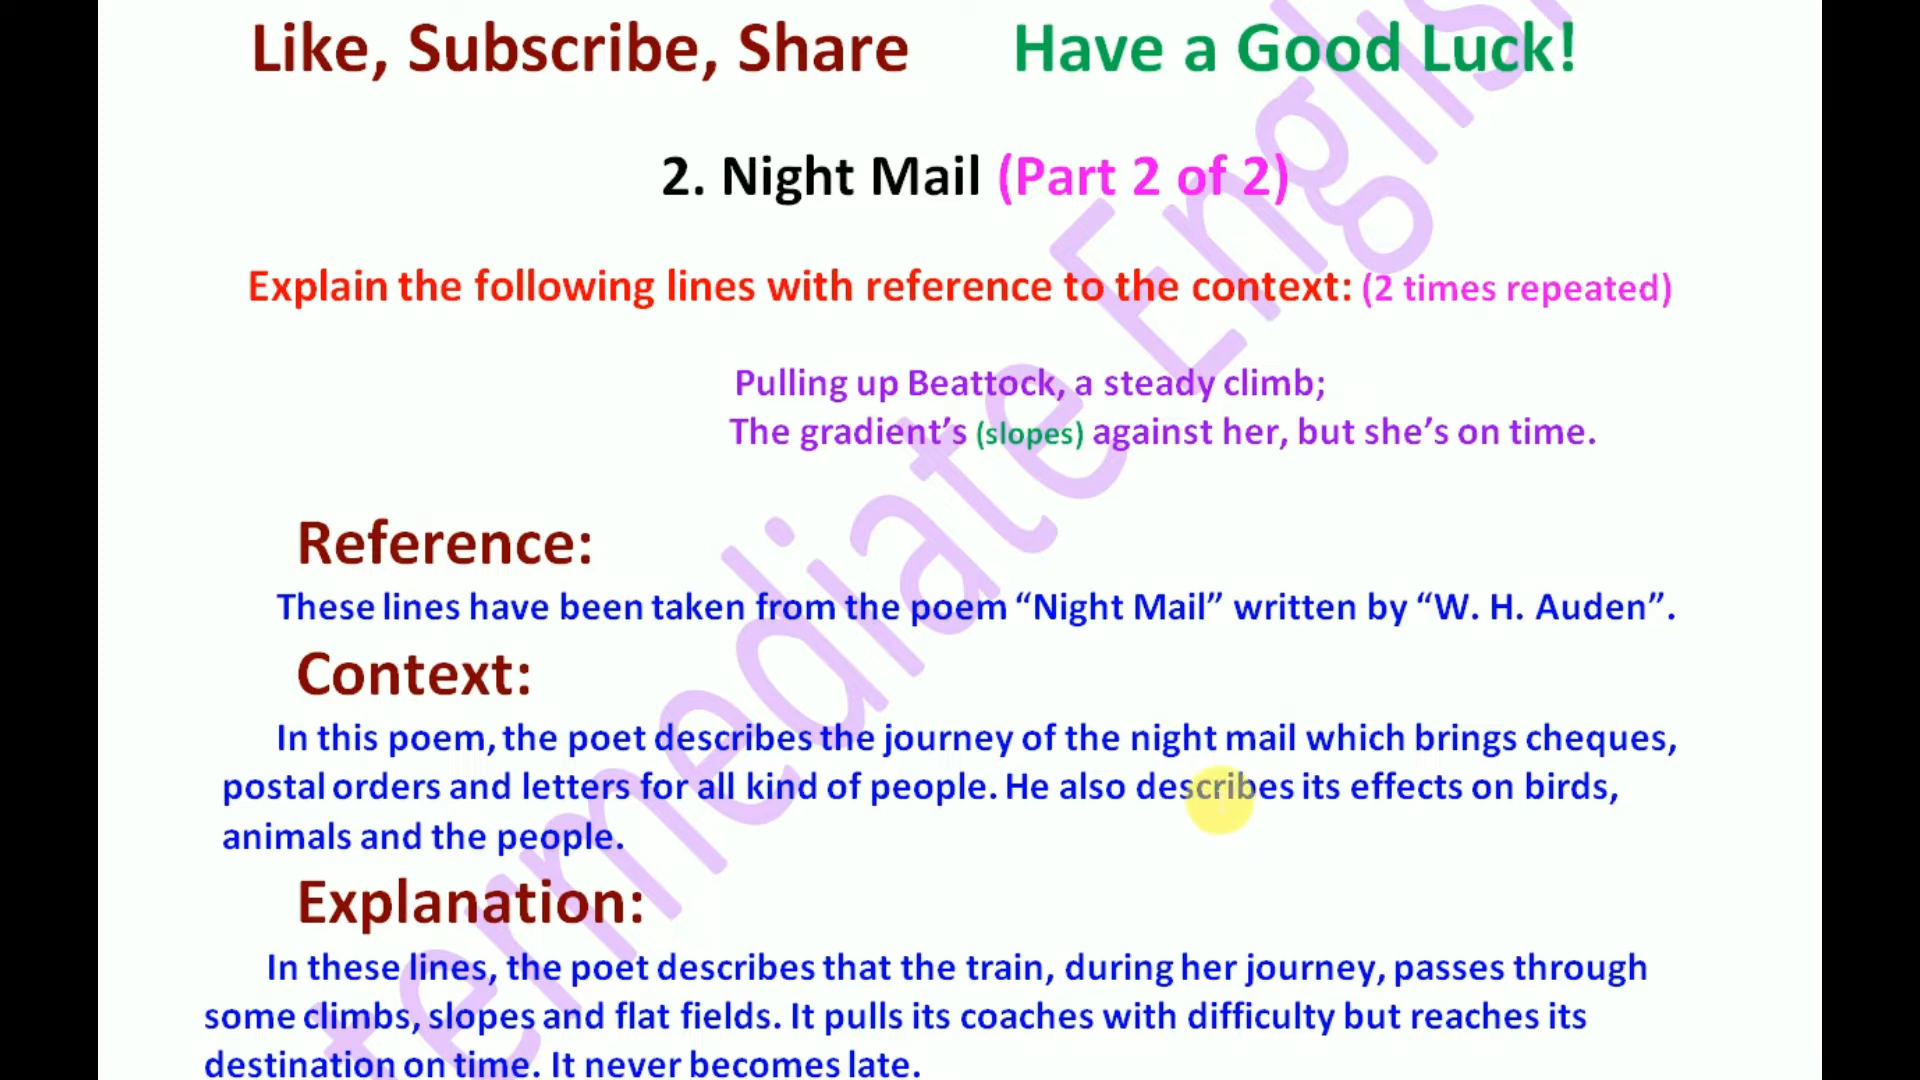 Like, Subscribe, Share Have a Good Luck!
2. Night Mail (Part 2 of 2)
Explain the following lines with reference to the context: (2 times repeated)
Pulling up Beattock, a steady climb;
The gradient's (slopes) against her, but she's on time.
Reference:
These lines have been taken from the poem “Night Mail” written by “W. H. Auden”.
Context:
In this poem, the poet describes the journey of the night mail which brings cheques,
postal orders and letters for all kind of people. He also describes its effects on birds,
animals and the people.
Explanation:
In these lines, the poet describes that the train, during her journey, passes through
some climbs, slopes and flat fields. It pulls its coaches with difficulty but reaches its
destination on time. It never becomes late.
termediate English